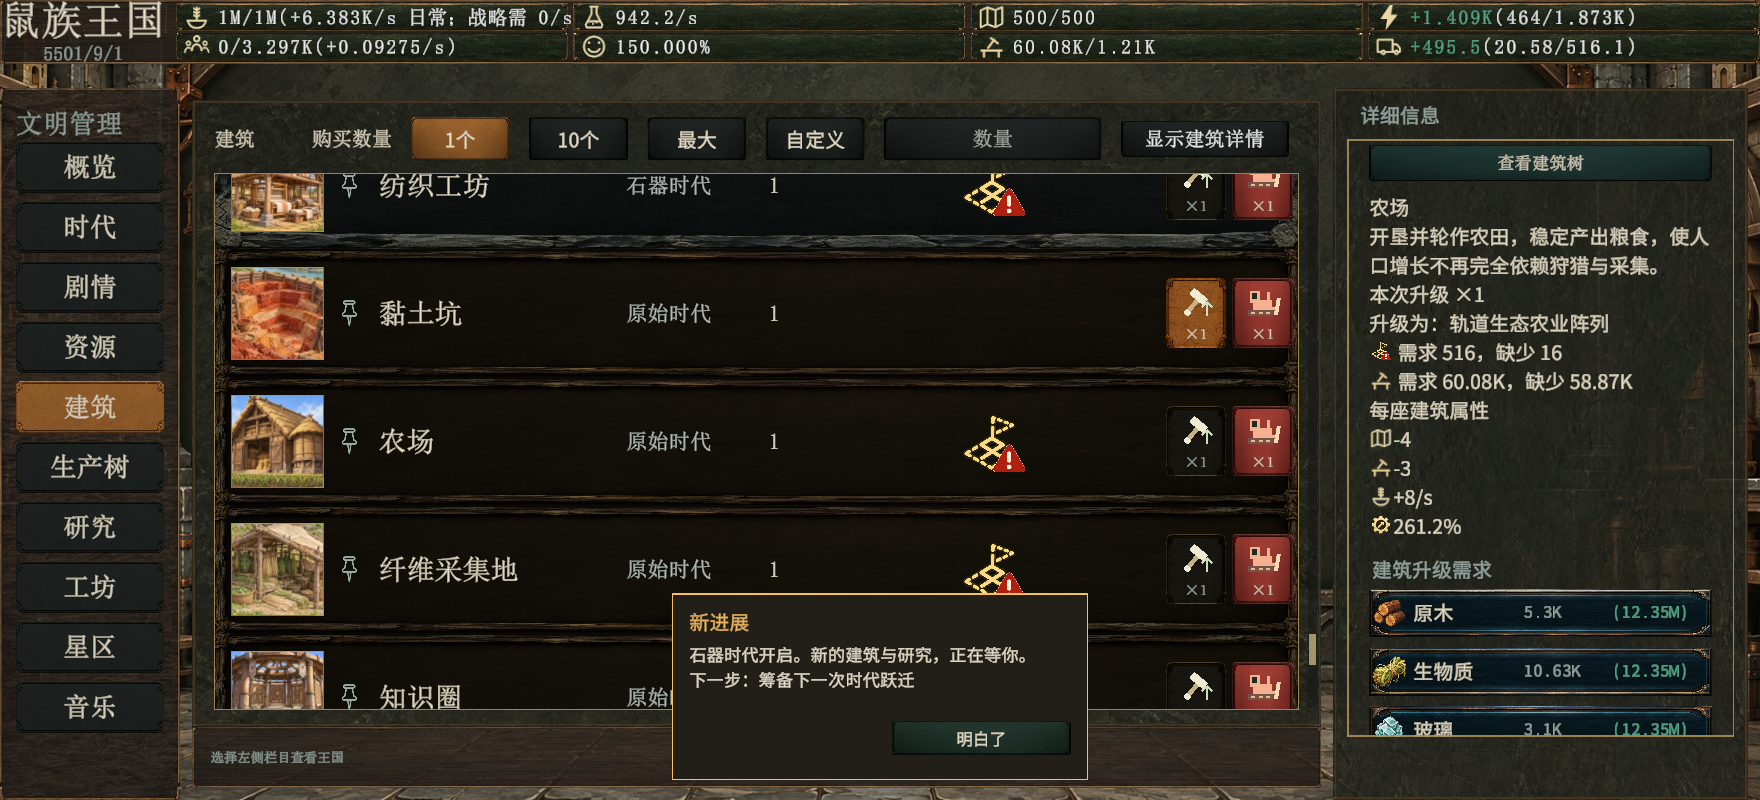 鼠族王国
5501/9/1
1M/1M(+6.383K/s 日常; 战略需 0/s
942.2/s
500/500
+1.409K(464/1.873K)
0/3.297K(+0.09275/s)
150.000%
60.08K/1.21K
+495.5(20.58/516.1)
文明管理
概览
时代
剧情
资源
建筑
生产树
研究
工坊
星区
音乐
建筑
购买数量
1个
10个
最大
自定义
数量
显示建筑详情
纺织工坊
石器时代
1
×1
×1
黏土坑
原始时代
1
×1
×1
农场
原始时代
1
×1
×1
纤维采集地
原始时代
1
×1
×1
知识圈
原始
新进展
石器时代开启。新的建筑与研究，正在等你。
下一步：筹备下一次时代跃迁
明白了
选择左侧栏目查看王国
详细信息
查看建筑树
农场
开垦并轮作农田，稳定产出粮食，使人
口增长不再完全依赖狩猎与采集。
本次升级 ×1
升级为：轨道生态农业阵列
需求 516，缺少 16
需求 60.08K，缺少 58.87K
每座建筑属性
-4
-3
+8/s
261.2%
建筑升级需求
原木
5.3K
(12.35M)
生物质
10.63K
(12.35M)
玻璃
3.1K
(12.35M)